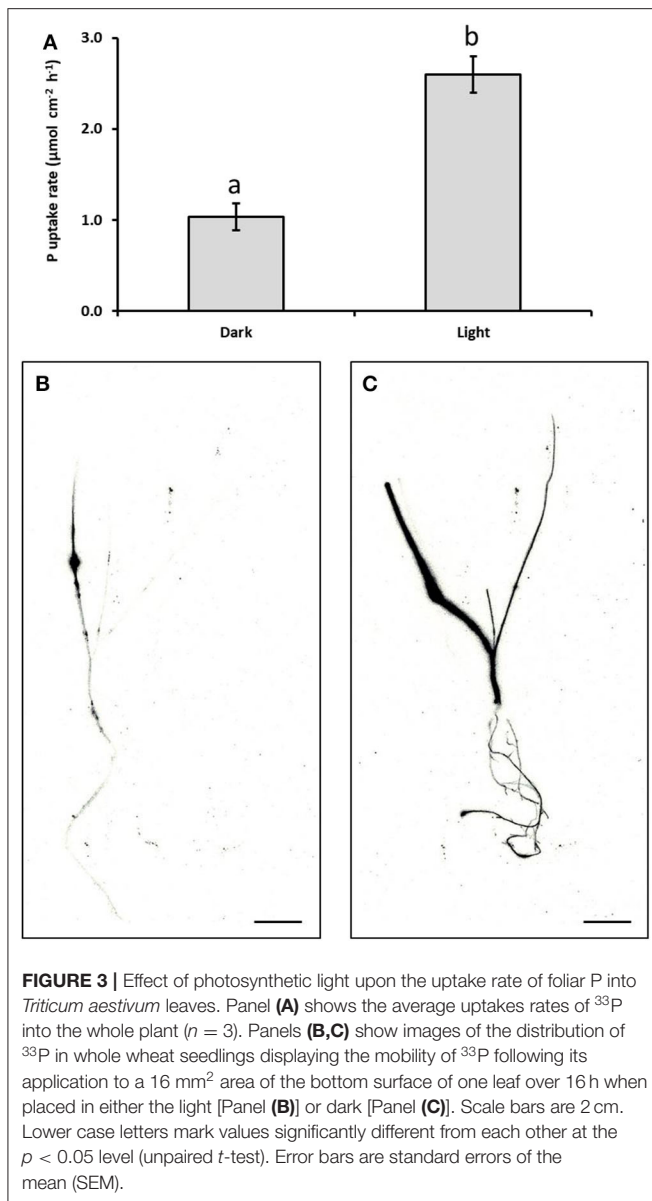 A
P uptake rate (µmol cm⁻² h⁻¹)
3.0
2.0
1.0
0.0
a
b
Dark
Light
B
C
FIGURE 3 | Effect of photosynthetic light upon the uptake rate of foliar P into
Triticum aestivum leaves. Panel (A) shows the average uptakes rates of ³³P
into the whole plant (n = 3). Panels (B,C) show images of the distribution of
³³P in whole wheat seedlings displaying the mobility of ³³P following its
application to a 16 mm² area of the bottom surface of one leaf over 16 h when
placed in either the light [Panel (B)] or dark [Panel (C)]. Scale bars are 2 cm.
Lower case letters mark values significantly different from each other at the
p < 0.05 level (unpaired t-test). Error bars are standard errors of the
mean (SEM).